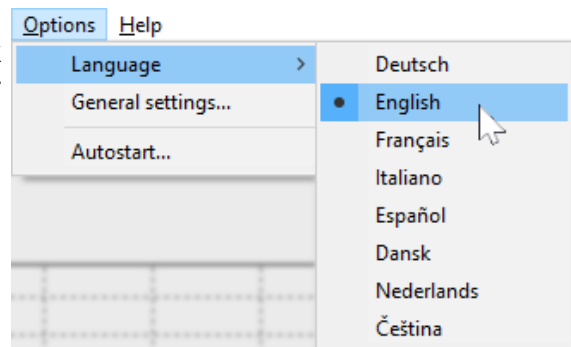 Options Help
Language
General settings...
Autostart...
Deutsch
English
Français
Italiano
Español
Dansk
Nederlands
Čeština